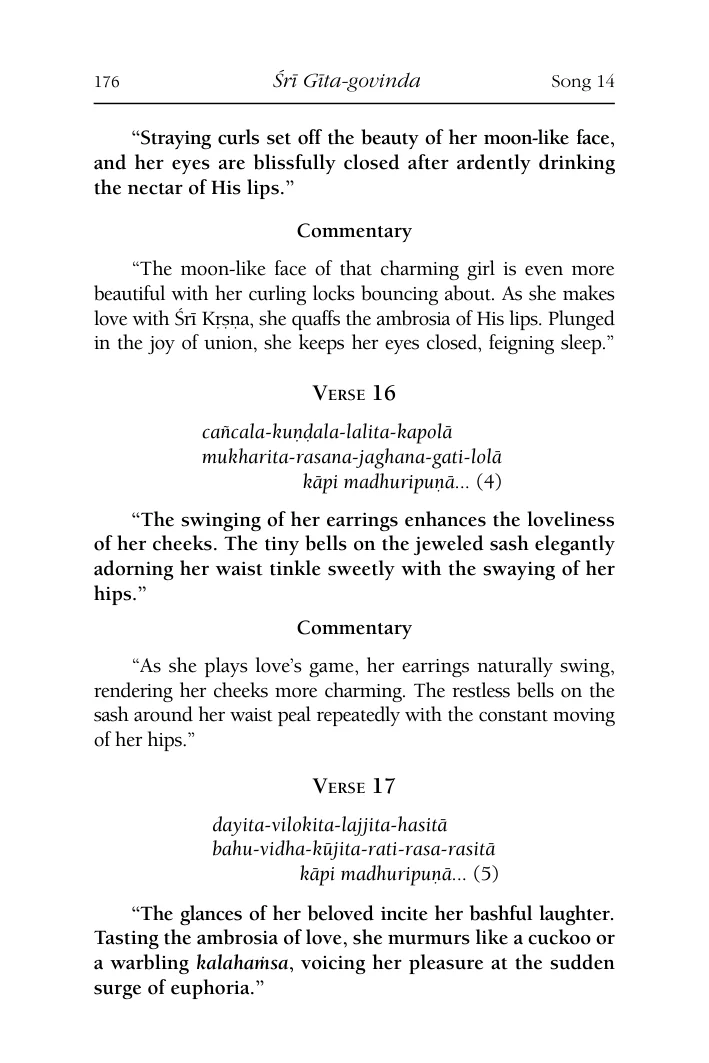 176 Śrī Gīta-govinda Song 14
“Straying curls set off the beauty of her moon-like face,
and her eyes are blissfully closed after ardently drinking
the nectar of His lips.”
Commentary
“The moon-like face of that charming girl is even more
beautiful with her curling locks bouncing about. As she makes
love with Śrī Kṛṣṇa, she quaffs the ambrosia of His lips. Plunged
in the joy of union, she keeps her eyes closed, feigning sleep.”
Verse 16
cañcala-kuṇḍala-lalita-kapolā
mukharita-rasana-jaghana-gati-lolā
kāpi madhuripuṇā... (4)
“The swinging of her earrings enhances the loveliness
of her cheeks. The tiny bells on the jeweled sash elegantly
adorning her waist tinkle sweetly with the swaying of her
hips.”
Commentary
“As she plays love’s game, her earrings naturally swing,
rendering her cheeks more charming. The restless bells on the
sash around her waist peal repeatedly with the constant moving
of her hips.”
Verse 17
dayita-vilokita-lajjita-hasitā
bahu-vidha-kūjita-rati-rasa-rasitā
kāpi madhuripuṇā... (5)
“The glances of her beloved incite her bashful laughter.
Tasting the ambrosia of love, she murmurs like a cuckoo or
a warbling kalahaṁsa, voicing her pleasure at the sudden
surge of euphoria.”